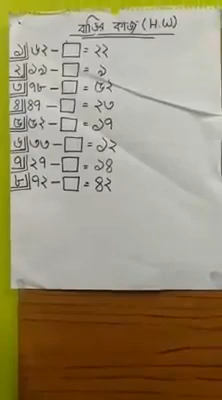 বাড়ির কাজ (H.W)
১) ৬২ - □ = ২২
২) ১৯ - □ = ৯
৩) ৭৮ - □ = ৫২
৪) ৪৭ - □ = ২৩
৫) ৫২ - □ = ১৭
৬) ৩৩ - □ = ১২
৭) ২৭ - □ = ১৪
৮) ৭২ - □ = ৪২